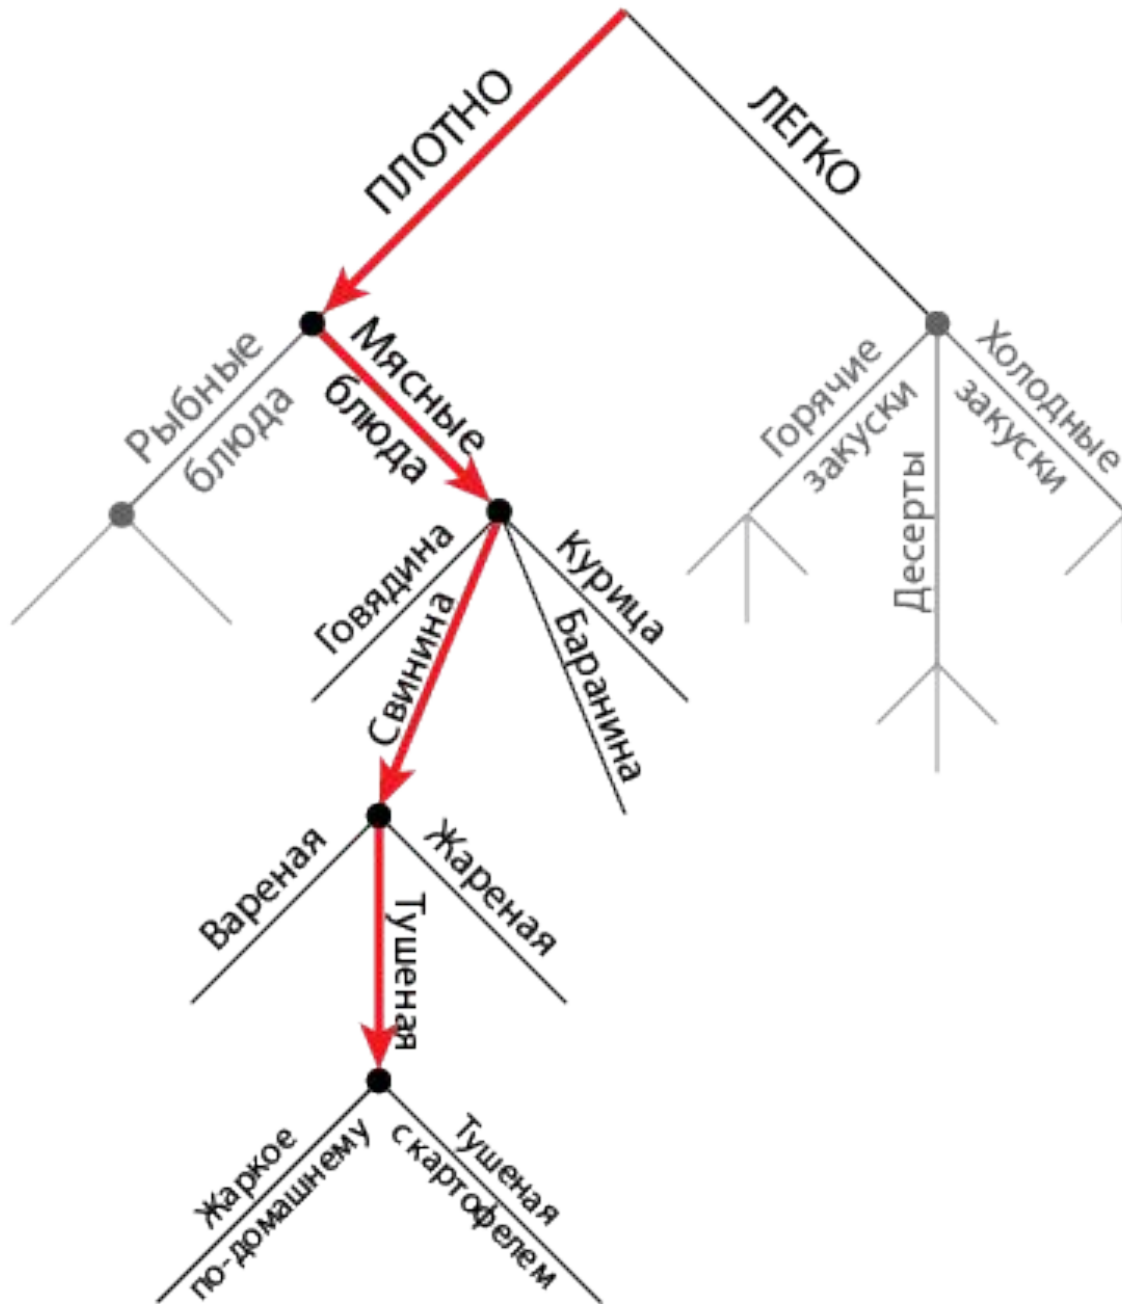 ПЛОТНО
ЛЕГКО
Рыбные
блюда
Мясные
блюда
Горячие
закуски
Десерты
Холодные
закуски
Говядина
Свинина
Баранина
Курица
Вареная
Тушеная
Жареная
Жаркое
по-домашнему
Тушеная
с картофелем